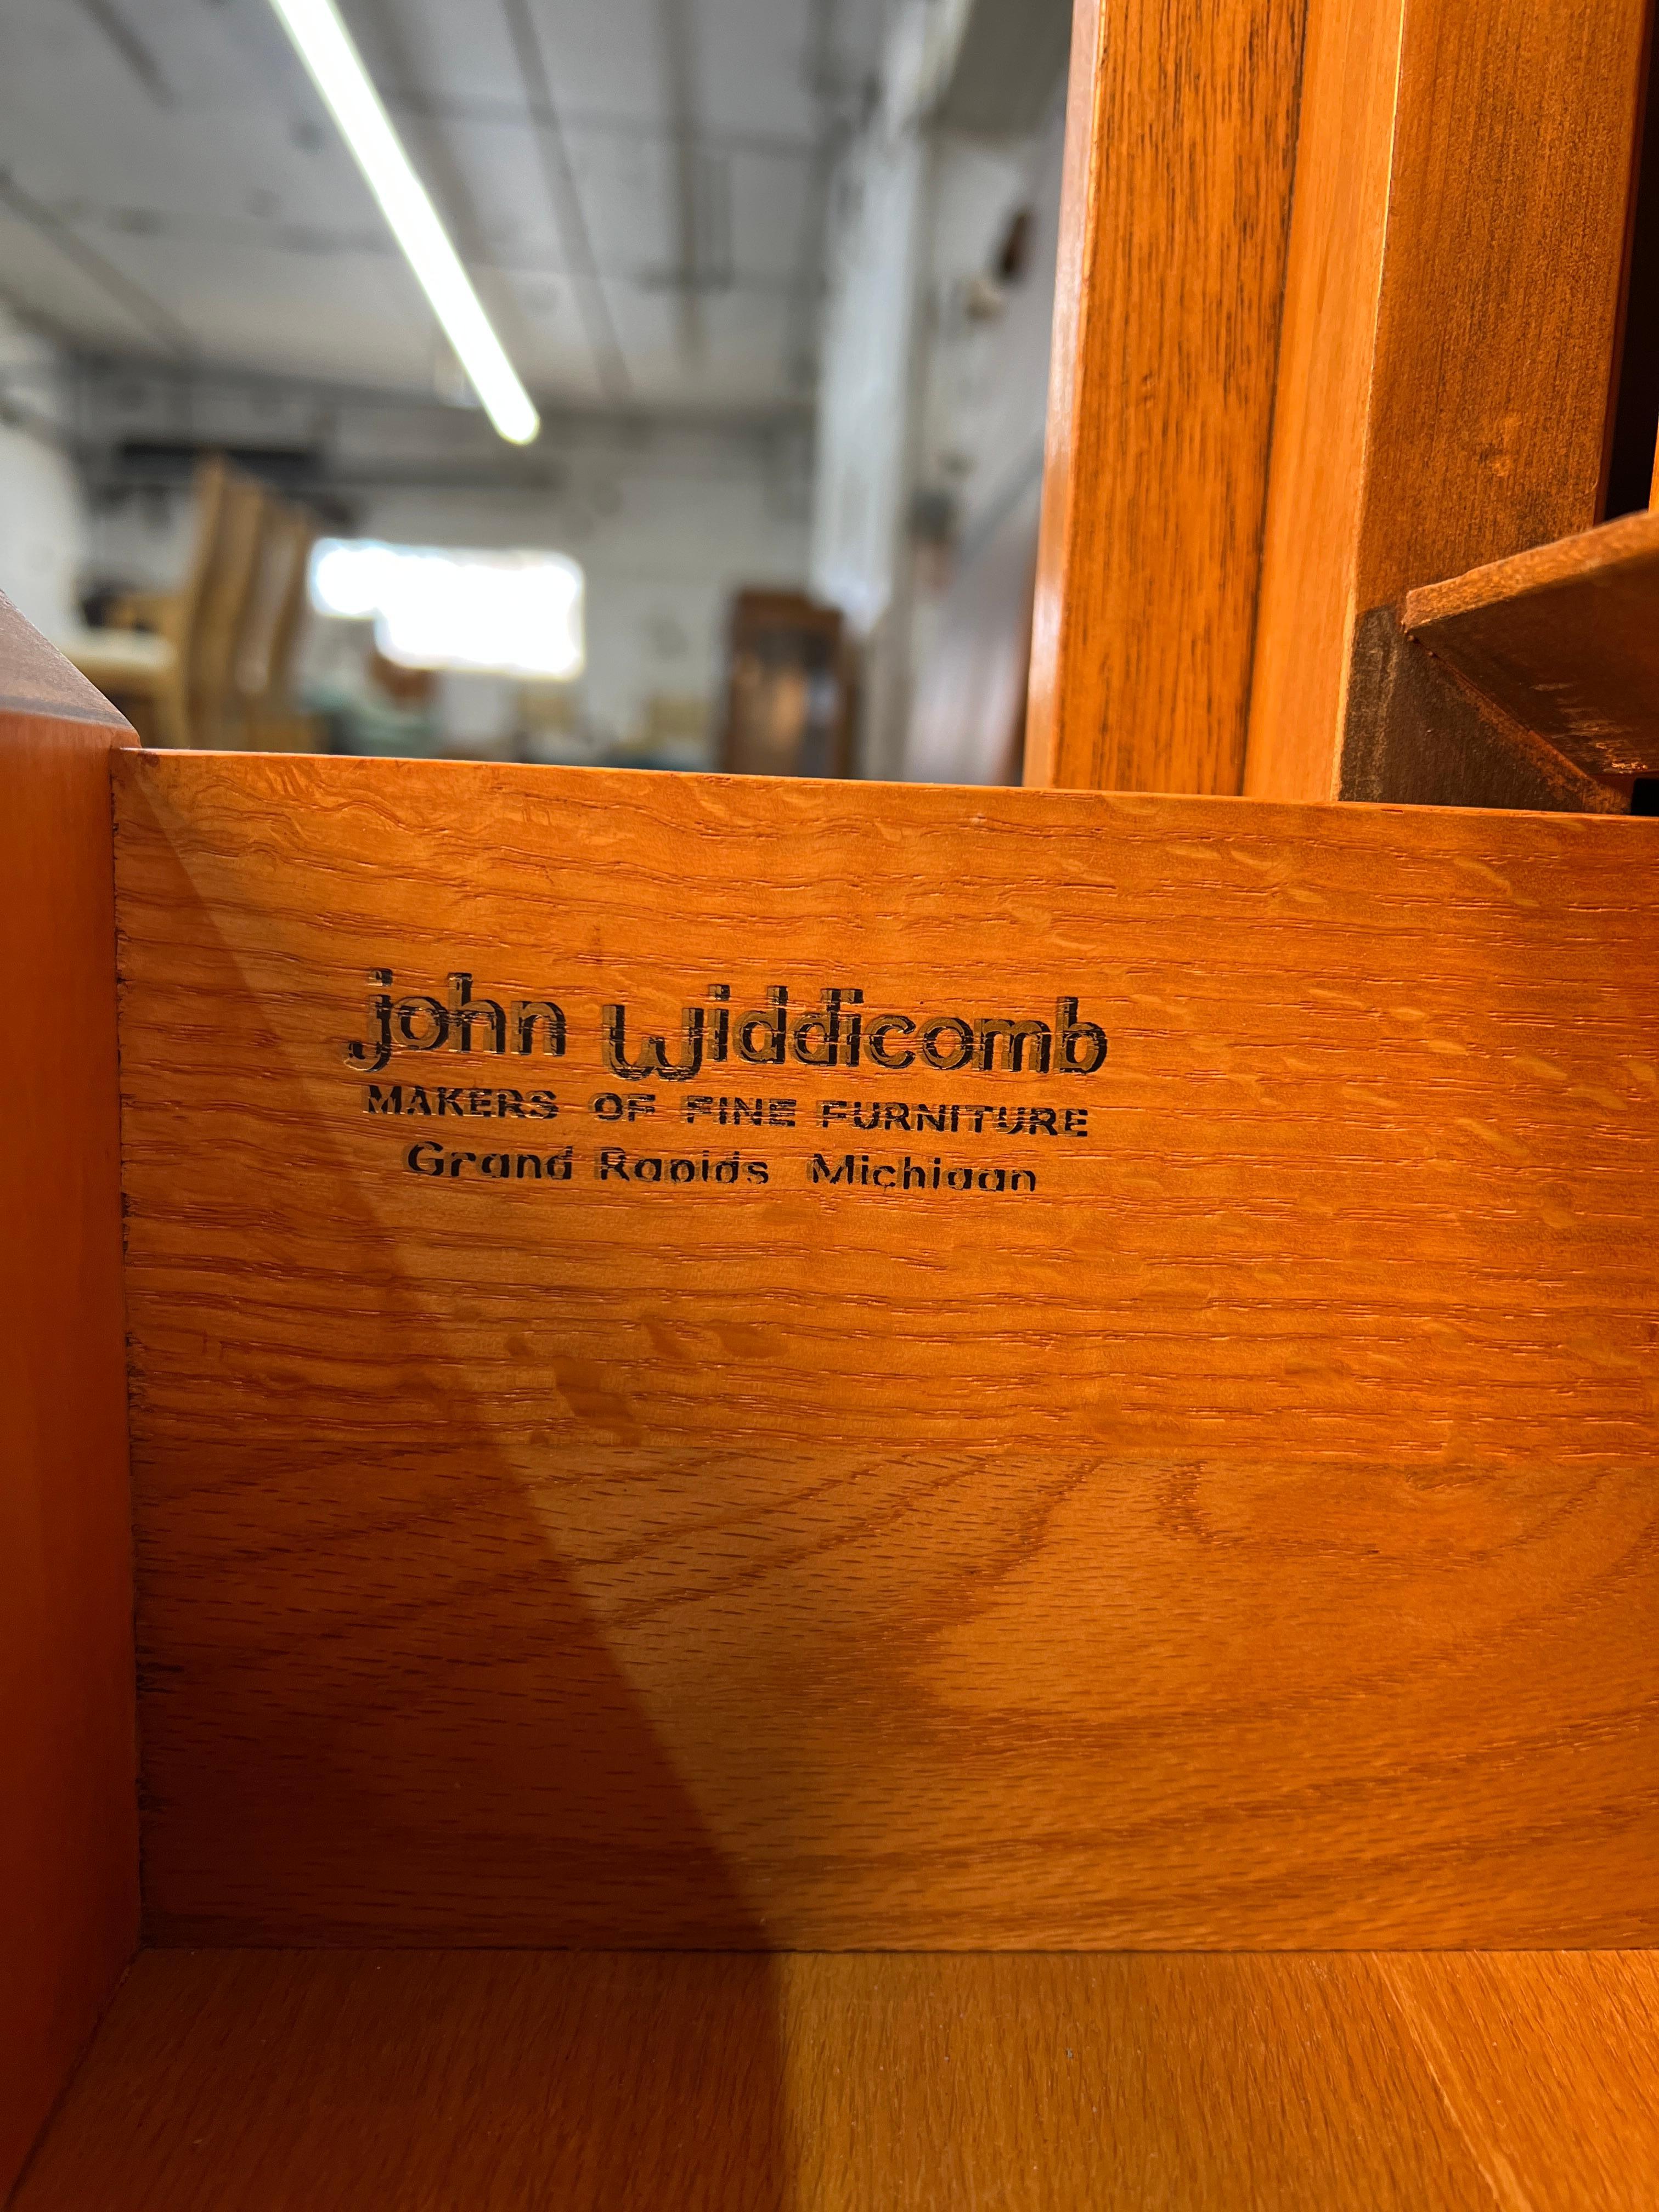 john widdicomb
MAKERS OF FINE FURNITURE
Grand Rapids Michigan